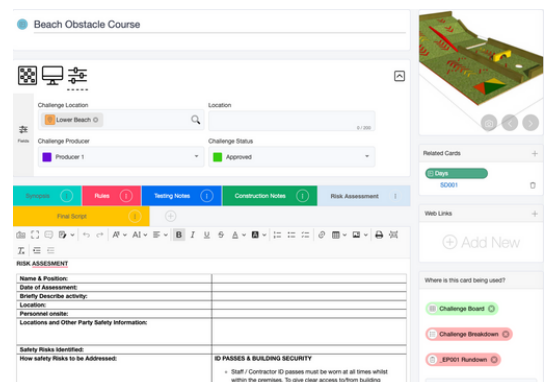 Beach Obstacle Course
Fields
Challenge Location
Lower Beach
Location
0 / 200
Challenge Producer
Producer 1
Challenge Status
Approved
Synopsis
Rules
Testing Notes
Construction Notes
Risk Assessment
Final Script
RISK ASSESMENT
Name & Position:
Date of Assessment:
Briefly Describe activity:
Location:
Personnel onsite:
Locations and Other Party Safety Information:
Safety Risks Identified:
How safety Risks to be Addressed:
ID PASSES & BUILDING SECURITY
Staff / Contractor ID passes must be worn at all times whilst
within the premises. To give clear access to/from building
Related Cards
Days
SD001
Web Links
Add New
Where is this card being used?
Challenge Board
Challenge Breakdown
_EP001 Rundown